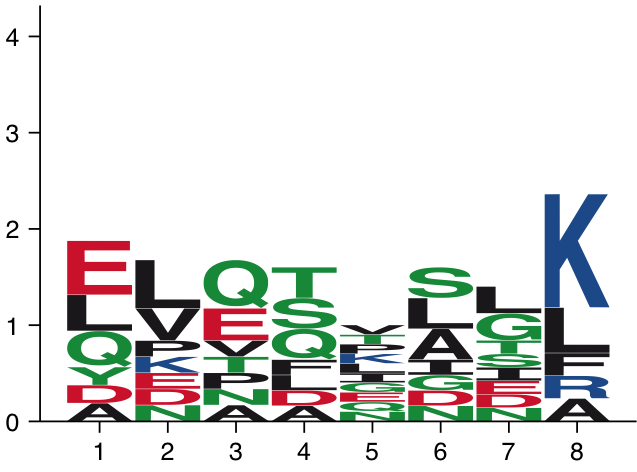 4
3
2
1
0
E L Q T V S L K
L V E S T L G L
Q P V Q P A T F
Y K T F K I S R
D E P L L G I A
A D N D I D E
N A A G N D
E N
Q
N
1 2 3 4 5 6 7 8